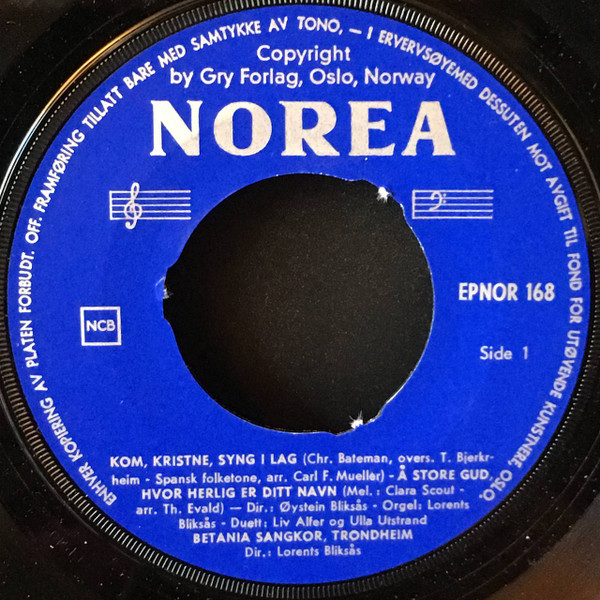 ENHVER KOPIERING AV PLATEN FORBUDT. OFF. FRAMFØRING TILLATT BARE MED SAMTYKKE AV TONO, — I ERVERVSØYEMED DESSUTEN MOT AVGIFT TIL FOND FOR UTØVENDE KUNSTNERE, OSLO.
Copyright
by Gry Forlag, Oslo, Norway
NOREA
EPNOR 168
NCB
Side 1
KOM, KRISTNE, SYNG I LAG (Chr. Bateman, overs. T. Bjerkr-
heim - Spansk folketone, arr. Carl F. Mueller) - Å STORE GUD,
HVOR HERLIG ER DITT NAVN (Mel.: Clara Scout -
arr. Th. Evald) — Dir.: Øystein Bliksås - Orgel: Lorents
Bliksås - Duett: Liv Alfer og Ulla Utstrand
BETANIA SANGKOR, TRONDHEIM
Dir.: Lorents Bliksås